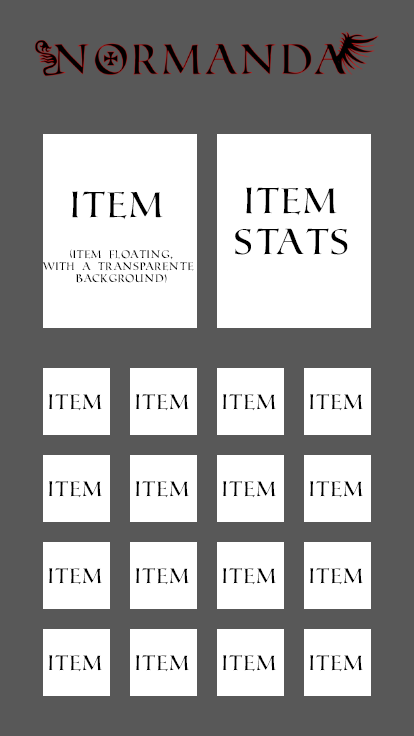 NORMANDA
ITEM
(ITEM FLOATING,
WITH A TRANSPARENTE
BACKGROUND)
ITEM
STATS
ITEM ITEM ITEM ITEM
ITEM ITEM ITEM ITEM
ITEM ITEM ITEM ITEM
ITEM ITEM ITEM ITEM